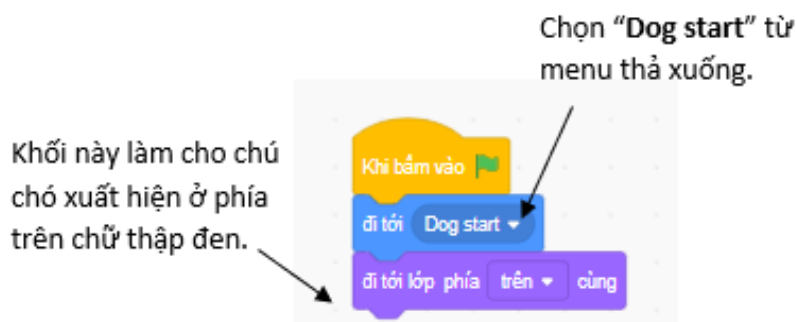 Chọn “Dog start” từ
menu thả xuống.
Khối này làm cho chú
chó xuất hiện ở phía
trên chữ thập đen.
Khi bấm vào
đi tới Dog start
đi tới lớp phía trên cùng